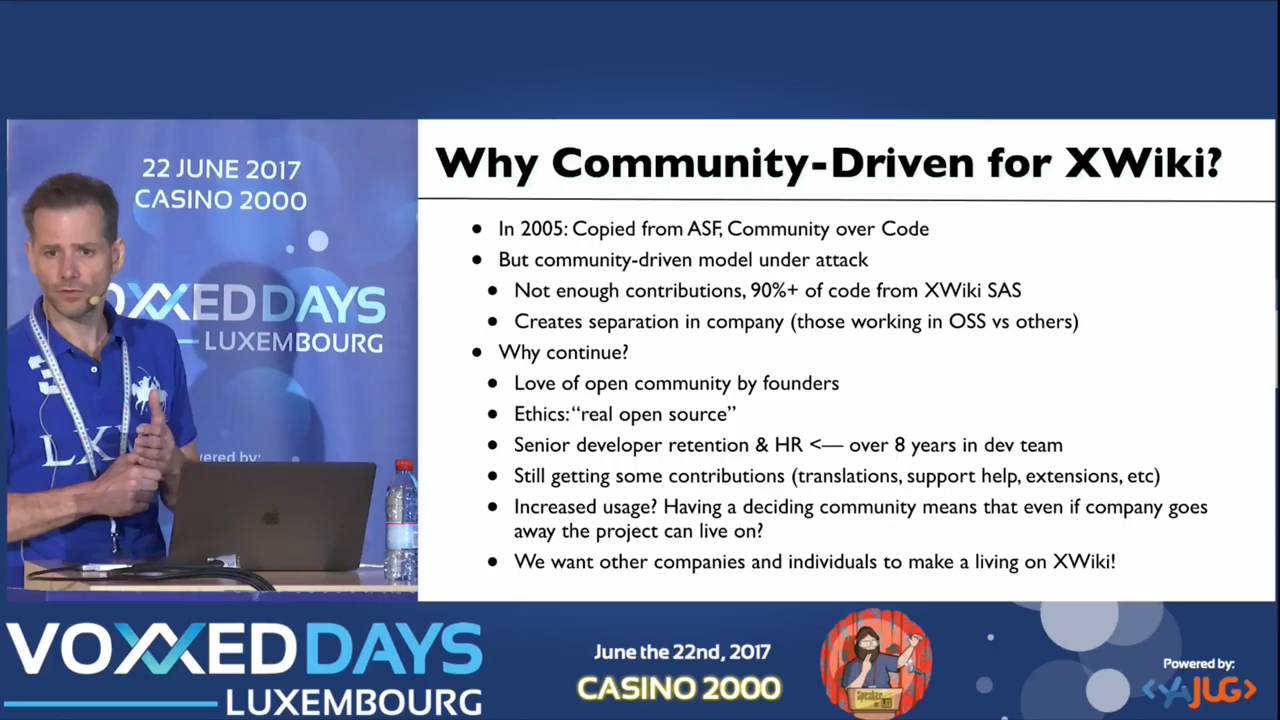 22 JUNE 2017
CASINO 2000
VOXXED DAYS
LUXEMBOURG
3
LX
wered by:
Why Community-Driven for XWiki?
• In 2005: Copied from ASF, Community over Code
• But community-driven model under attack
• Not enough contributions, 90%+ of code from XWiki SAS
• Creates separation in company (those working in OSS vs others)
• Why continue?
• Love of open community by founders
• Ethics: “real open source”
• Senior developer retention & HR <— over 8 years in dev team
• Still getting some contributions (translations, support help, extensions, etc)
• Increased usage? Having a deciding community means that even if company goes
away the project can live on?
• We want other companies and individuals to make a living on XWiki!
VOXXED DAYS
LUXEMBOURG
June the 22nd, 2017
CASINO 2000
Speaker
Powered by:
<YAJUG>